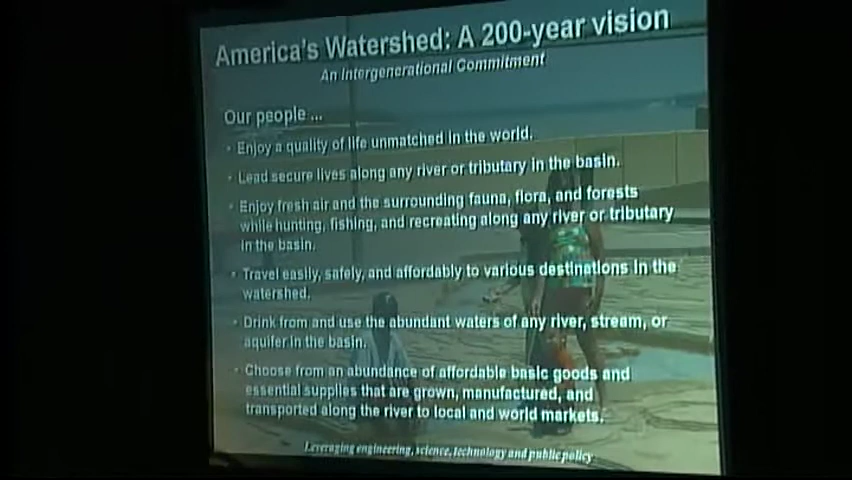 America's Watershed: A 200-year vision
An Intergenerational Commitment
Our people ...
• Enjoy a quality of life unmatched in the world.
• Lead secure lives along any river or tributary in the basin.
• Enjoy fresh air and the surrounding fauna, flora, and forests
while hunting, fishing, and recreating along any river or tributary
in the basin.
• Travel easily, safely, and affordably to various destinations in the
watershed.
• Drink from and use the abundant waters of any river, stream, or
aquifer in the basin.
• Choose from an abundance of affordable basic goods and
essential supplies that are grown, manufactured, and
transported along the river to local and world markets.
Leveraging engineering, science, technology and public policy